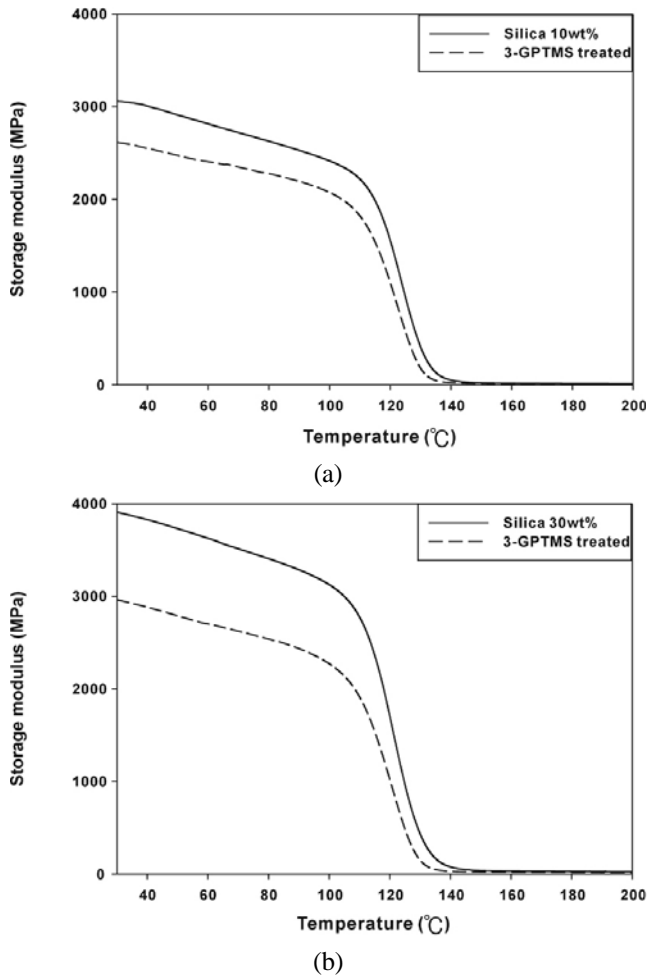 4000
Silica 10wt%
3-GPTMS treated
3000
2000
1000
0
Storage modulus (MPa)
40 60 80 100 120 140 160 180 200
Temperature (℃)
(a)
4000
Silica 30wt%
3-GPTMS treated
3000
2000
1000
0
Storage modulus (MPa)
40 60 80 100 120 140 160 180 200
Temperature (℃)
(b)